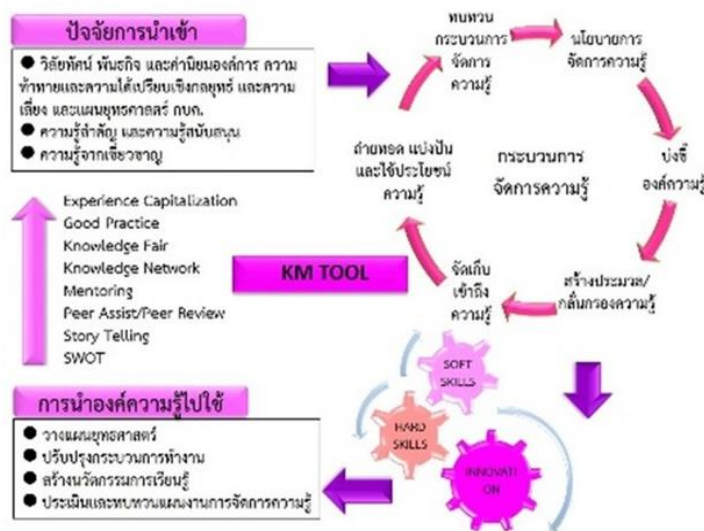 ปัจจัยการนำเข้า
● วิสัยทัศน์ พันธกิจ และค่านิยมองค์การ ความ
ท้าทายและความได้เปรียบเชิงกลยุทธ์ และความ
เสี่ยง และแผนยุทธศาสตร์ กบค.
● ความรู้สำคัญ และความรู้สนับสนุน
● ความรู้จากเชี่ยวชาญ
ทบทวน
กระบวนการ
จัดการ
ความรู้
นโยบายการ
จัดการความรู้
บ่งชี้
องค์ความรู้
สร้างประมวล/
กลั่นกรองความรู้
จัดเก็บ
เข้าถึง
ความรู้
ถ่ายทอด แบ่งปัน
และใช้ประโยชน์
ความรู้
กระบวนการ
จัดการความรู้
Experience Capitalization
Good Practice
Knowledge Fair
Knowledge Network
Mentoring
Peer Assist/Peer Review
Story Telling
SWOT
KM TOOL
SOFT
SKILLS
HARD
SKILLS
INNOVATI
ON
การนำองค์ความรู้ไปใช้
● วางแผนยุทธศาสตร์
● ปรับปรุงกระบวนการทำงาน
● สร้างนวัตกรรมการเรียนรู้
● ประเมินและทบทวนแผนงานการจัดการความรู้